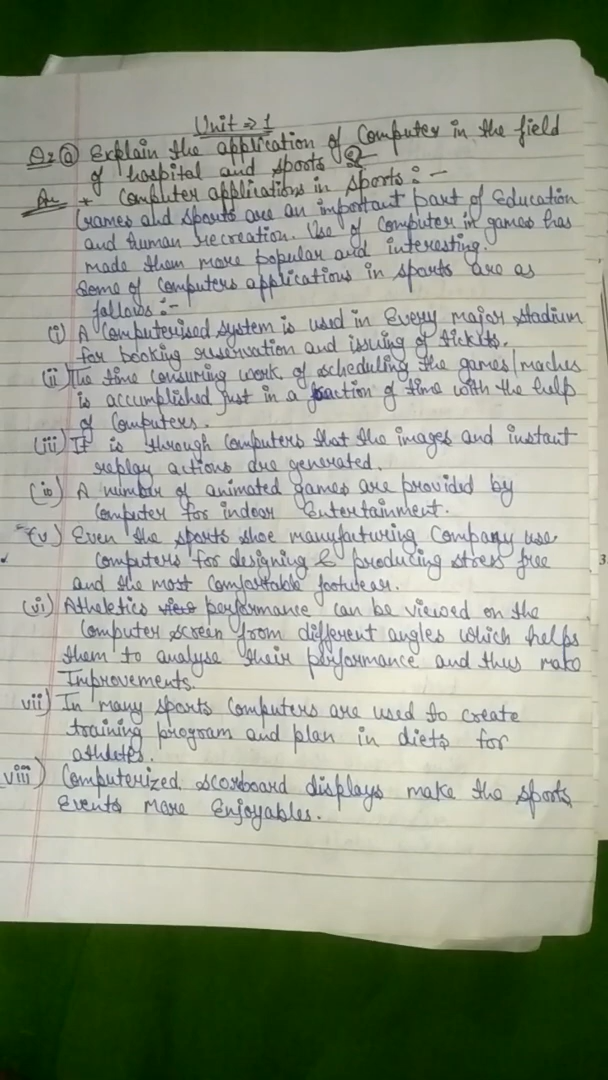 Unit ⇒ 1
Q2 (a) Explain the application of Computer in the field
of hospital and sports ?
Ans + Computer applications in sports :-
Games and sports are an important part of Education
and human recreation. Use of Computer in games has
made them more popular and interesting.
Some of Computers applications in sports are as
follows :-
(i) A Computerised system is used in Every major stadium
for booking reservation and issuing of tickits.
(ii) The time consuming work of scheduling the games/maches
is accomplished just in a fraction of time with the help
of Computers.
(iii) It is through Computers that the images and instant
replay actions are generated.
(iv) A number of animated games are provided by
Computer for indoor Entertainment.
(v) Even the sports shoe manufacturing Company use
computers for designing & producing stress free
and the most Comfortable footwear.
(vi) Atheletics performance can be viewed on the
Computer screen from different angles which helps
them to analyse their performance and thus make
Improvements.
vii) In many sports Computers are used to create
training program and plan in diets for
athletes.
viii) Computerized scorboard displays make the sports
Events More Enjoyables.
3